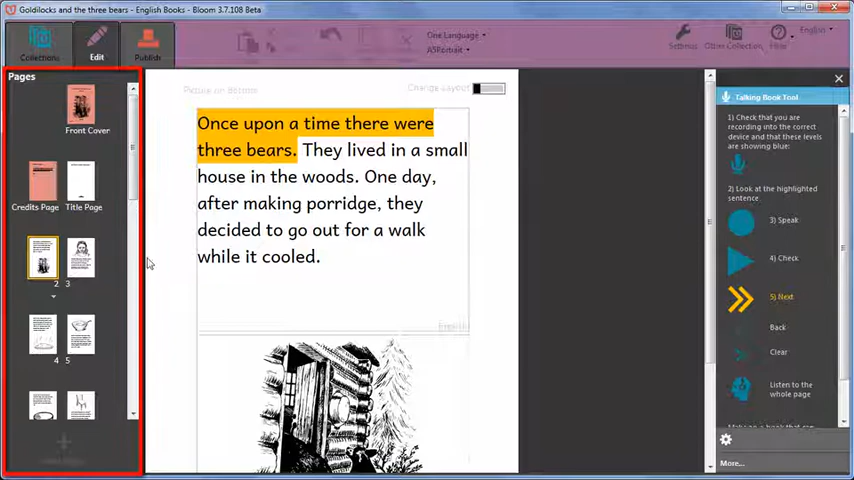 Goldilocks and the three bears - English Books - Bloom 3.7.108 Beta
Collections
Edit
Publish
One Language
A5Portrait
Settings
Other Collection
Help
English
Pages
Front Cover
Credits Page
Title Page
2
3
4
5
Picture on Bottom
Change Layout
Once upon a time there were
three bears. They lived in a small
house in the woods. One day,
after making porridge, they
decided to go out for a walk
while it cooled.
English
Talking Book Tool
1) Check that you are
recording into the correct
device and that these levels
are showing blue:
2) Look at the highlighted
sentence
3) Speak
4) Check
5) Next
Back
Clear
Listen to the
whole page
More...